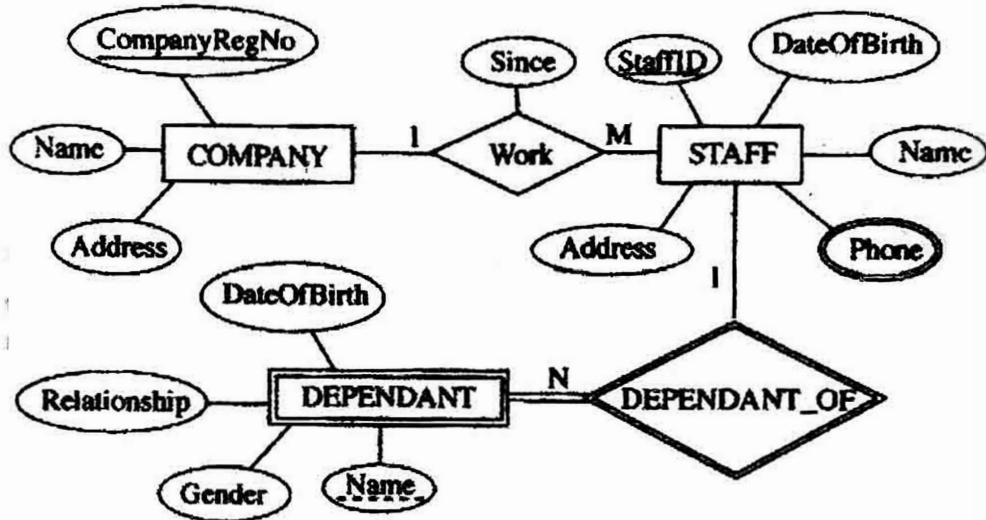 CompanyRegNo
Since
StaffID
DateOfBirth
Name
COMPANY
1
Work
M
STAFF
Name
Address
Address
Phone
DateOfBirth
1
Relationship
DEPENDANT
N
DEPENDANT_OF
Gender
Name